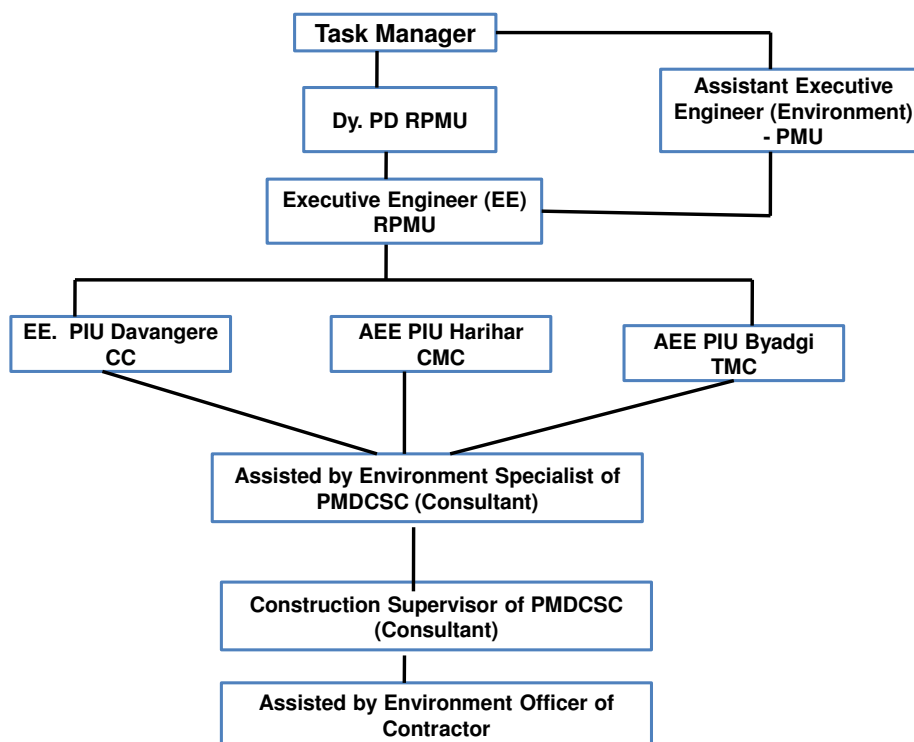 Task Manager
Assistant Executive
Engineer (Environment)
- PMU
Dy. PD RPMU
Executive Engineer (EE)
RPMU
EE. PIU Davangere
CC
AEE PIU Harihar
CMC
AEE PIU Byadgi
TMC
Assisted by Environment Specialist of
PMDCSC (Consultant)
Construction Supervisor of PMDCSC
(Consultant)
Assisted by Environment Officer of
Contractor